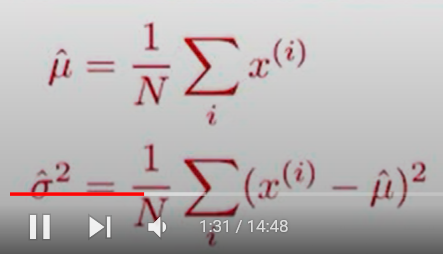 μ̂ = 1/N ∑_i x^(i)
σ̂² = 1/N ∑_i (x^(i) − μ̂)²
1:31 / 14:48